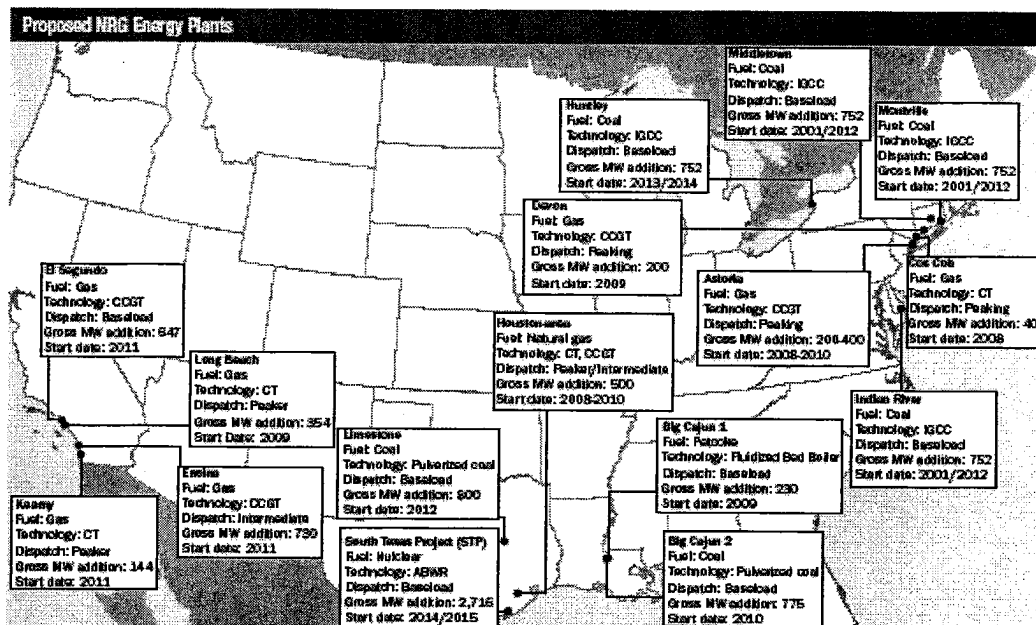 Proposed NRG Energy Plants
Middletown
Fuel: Coal
Technology: IGCC
Dispatch: Baseload
Gross MW addition: 752
Start date: 2001/2012
Huntley
Fuel: Coal
Technology: IGCC
Dispatch: Baseload
Gross MW addition: 752
Start date: 2013/2014
Montville
Fuel: Coal
Technology: IGCC
Dispatch: Baseload
Gross MW addition: 752
Start date: 2001/2012
Devon
Fuel: Gas
Technology: CCGT
Dispatch: Peaking
Gross MW addition: 200
Start date: 2009
Cos Cob
Fuel: Gas
Technology: CT
Dispatch: Peaking
Gross MW addition: 40
Start date: 2008
El Segundo
Fuel: Gas
Technology: CCGT
Dispatch: Baseload
Gross MW addition: 647
Start date: 2011
Astoria
Fuel: Gas
Technology: CCGT
Dispatch: Peaking
Gross MW addition: 200-400
Start date: 2008-2010
Houston-area
Fuel: Natural gas
Technology: CT, CCGT
Dispatch: Peaker/Intermediate
Gross MW addition: 500
Start date: 2008-2010
Long Beach
Fuel: Gas
Technology: CT
Dispatch: Peaker
Gross MW addition: 354
Start Date: 2009
Indian River
Fuel: Coal
Technology: IGCC
Dispatch: Baseload
Gross MW addition: 752
Start date: 2001/2012
Big Cajun 1
Fuel: Petcoke
Technology: Fluidized Bed Boiler
Dispatch: Baseload
Gross MW addition: 230
Start date: 2009
Limestone
Fuel: Coal
Technology: Pulverized coal
Dispatch: Baseload
Gross MW addition: 800
Start date: 2012
Encina
Fuel: Gas
Technology: CCGT
Dispatch: Intermediate
Gross MW addition: 739
Start date: 2011
Kearny
Fuel: Gas
Technology: CT
Dispatch: Peaker
Gross MW addition: 144
Start date: 2011
South Texas Project (STP)
Fuel: Nulclear
Technology: ABWR
Dispatch: Baseload
Gross MW addition: 2,716
Start date: 2014/2015
Big Cajun 2
Fuel: Coal
Technology: Pulverized coal
Dispatch: Baseload
Gross MW addition: 775
Start date: 2010